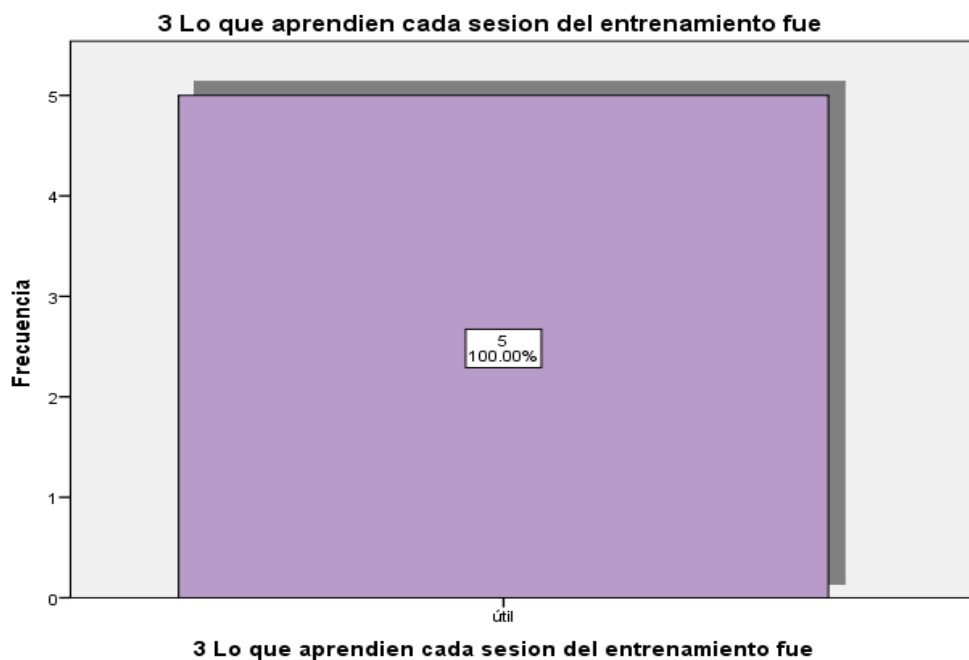 3 Lo que aprendien cada sesion del entrenamiento fue
Frecuencia
5
4
3
2
1
0
5
100.00%
útil
3 Lo que aprendien cada sesion del entrenamiento fue